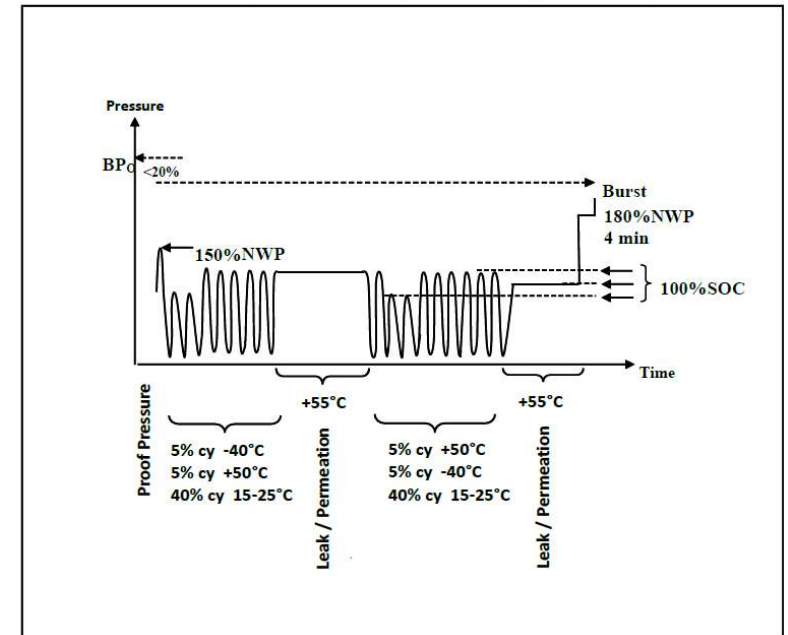 Pressure
BPO
<20%
Burst
180%NWP
4 min
150%NWP
100%SOC
Time
+55°C
+55°C
Proof Pressure
5% cy -40°C
5% cy +50°C
40% cy 15-25°C
Leak / Permeation
5% cy +50°C
5% cy -40°C
40% cy 15-25°C
Leak / Permeation